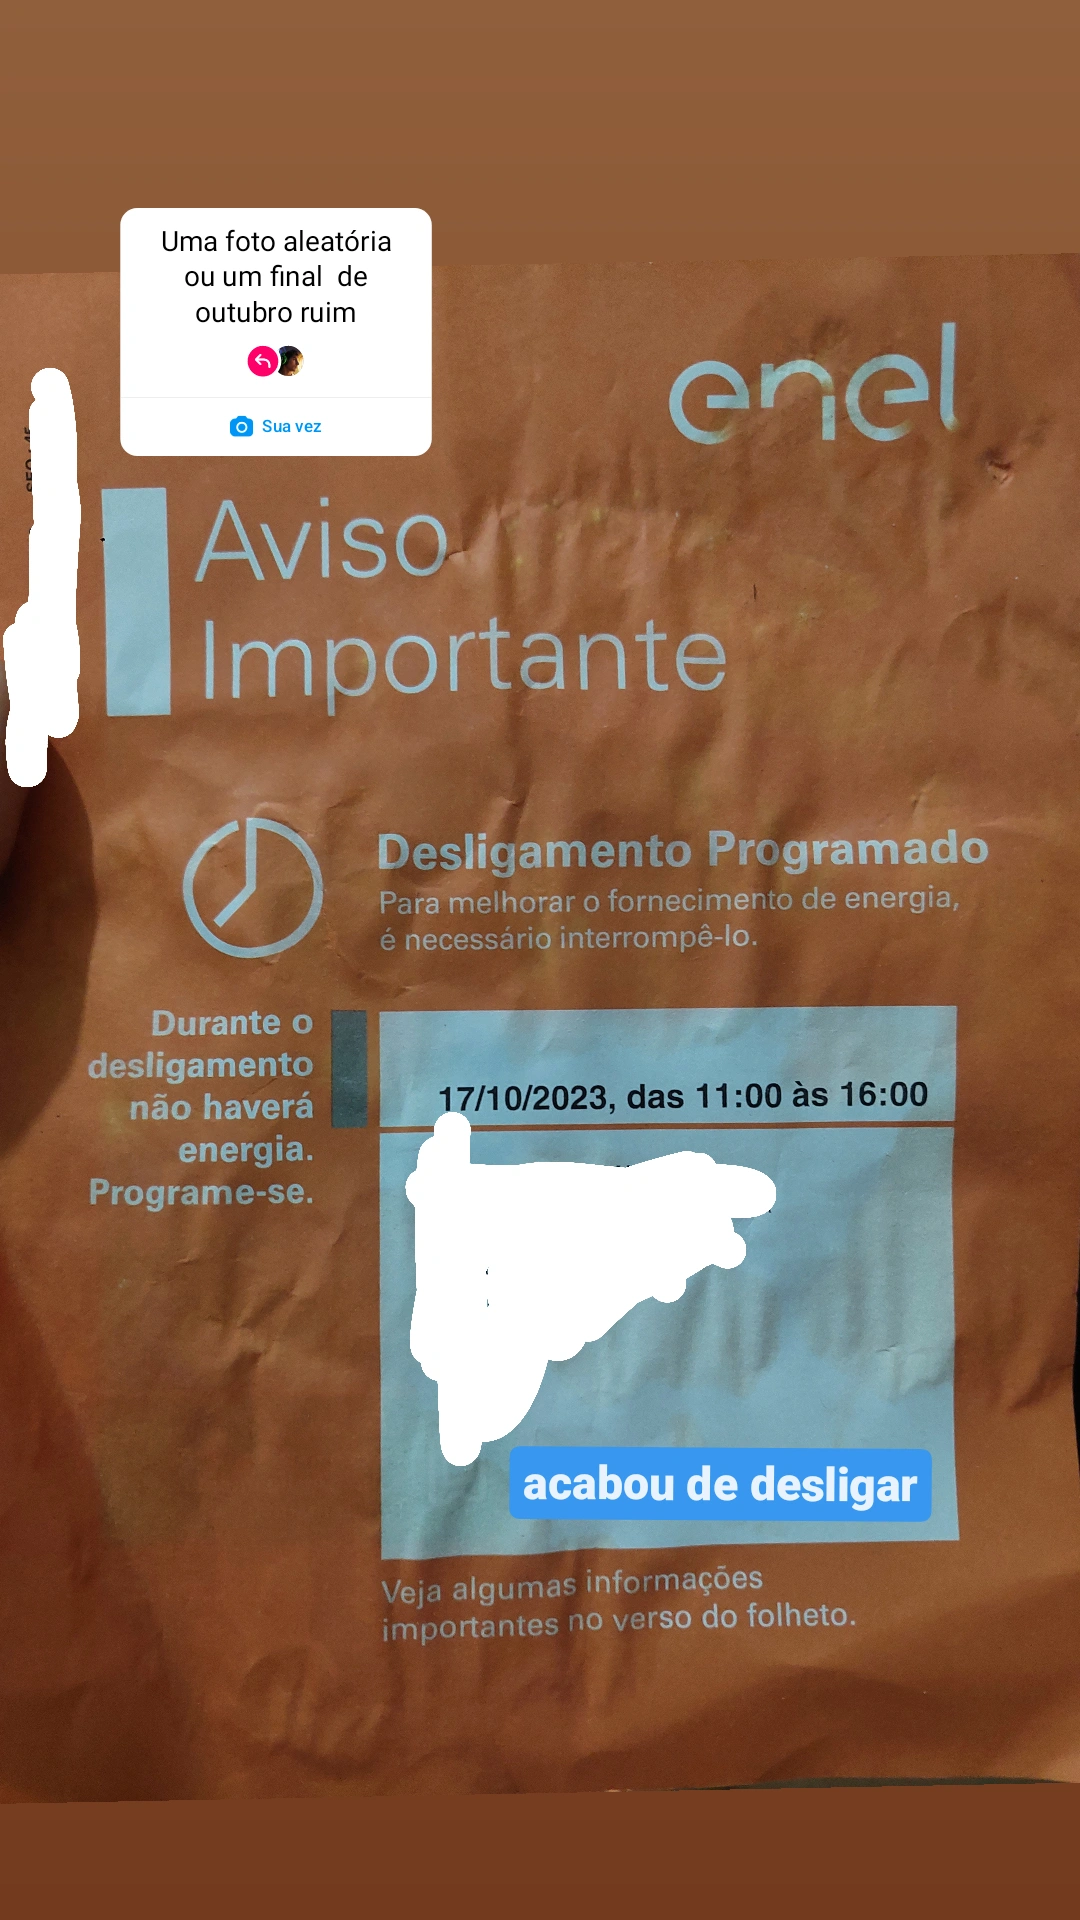 Uma foto aleatória
ou um final de
outubro ruim
Sua vez
enel
Aviso
Importante
Desligamento Programado
Para melhorar o fornecimento de energia,
é necessário interrompê-lo.
Durante o
desligamento
não haverá
energia.
Programe-se.
17/10/2023, das 11:00 às 16:00
acabou de desligar
Veja algumas informações
importantes no verso do folheto.